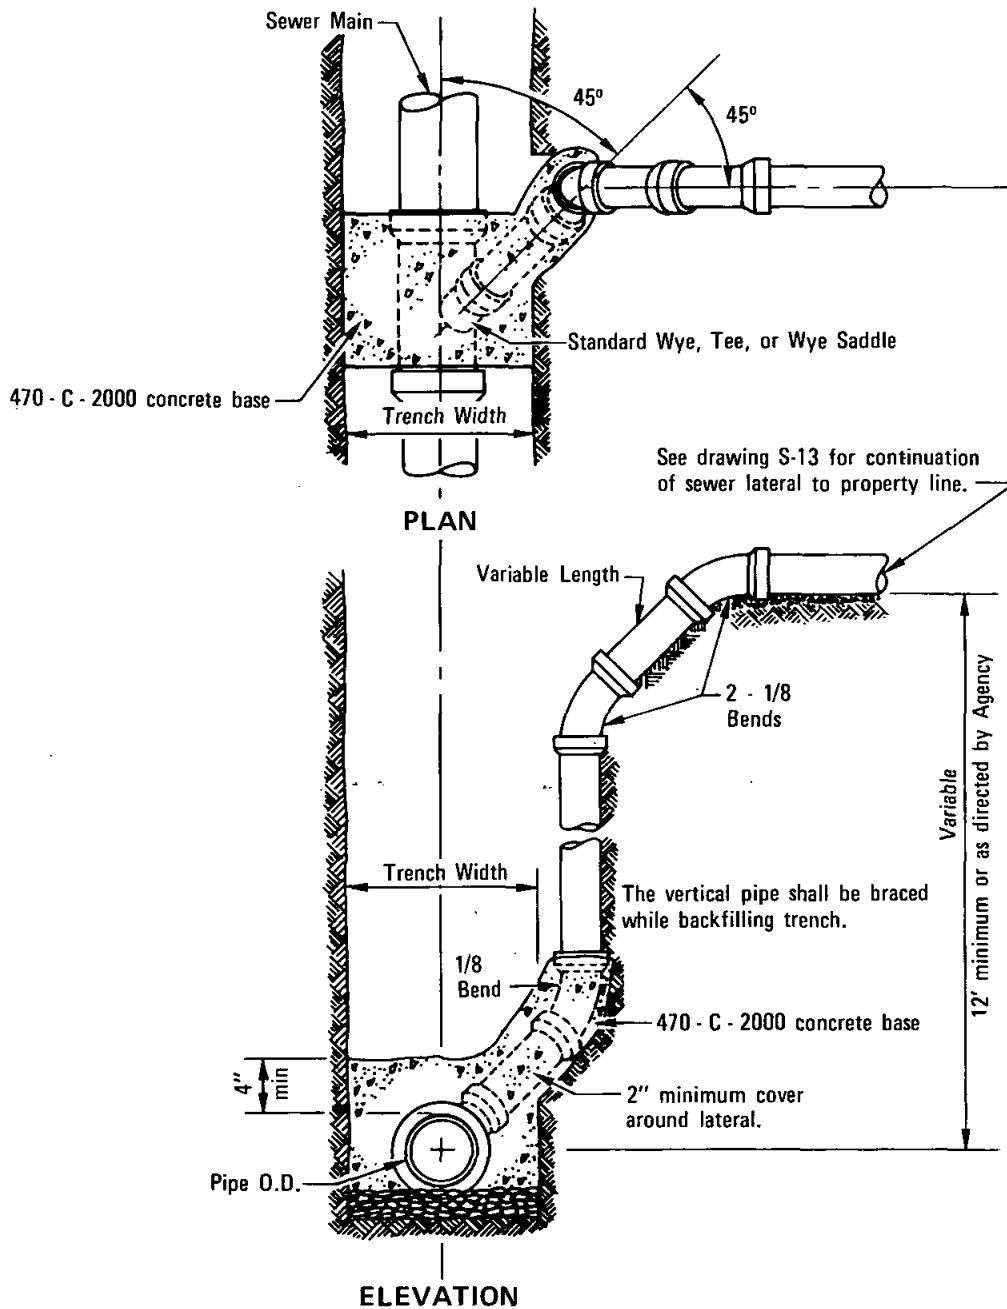 Sewer Main
45º
45º
Standard Wye, Tee, or Wye Saddle
470 - C - 2000 concrete base
Trench Width
See drawing S-13 for continuation
of sewer lateral to property line.
PLAN
Variable Length
2 - 1/8
Bends
Variable
12' minimum or as directed by Agency
Trench Width
The vertical pipe shall be braced
while backfilling trench.
1/8
Bend
470 - C - 2000 concrete base
4"
min
2" minimum cover
around lateral.
Pipe O.D.
ELEVATION